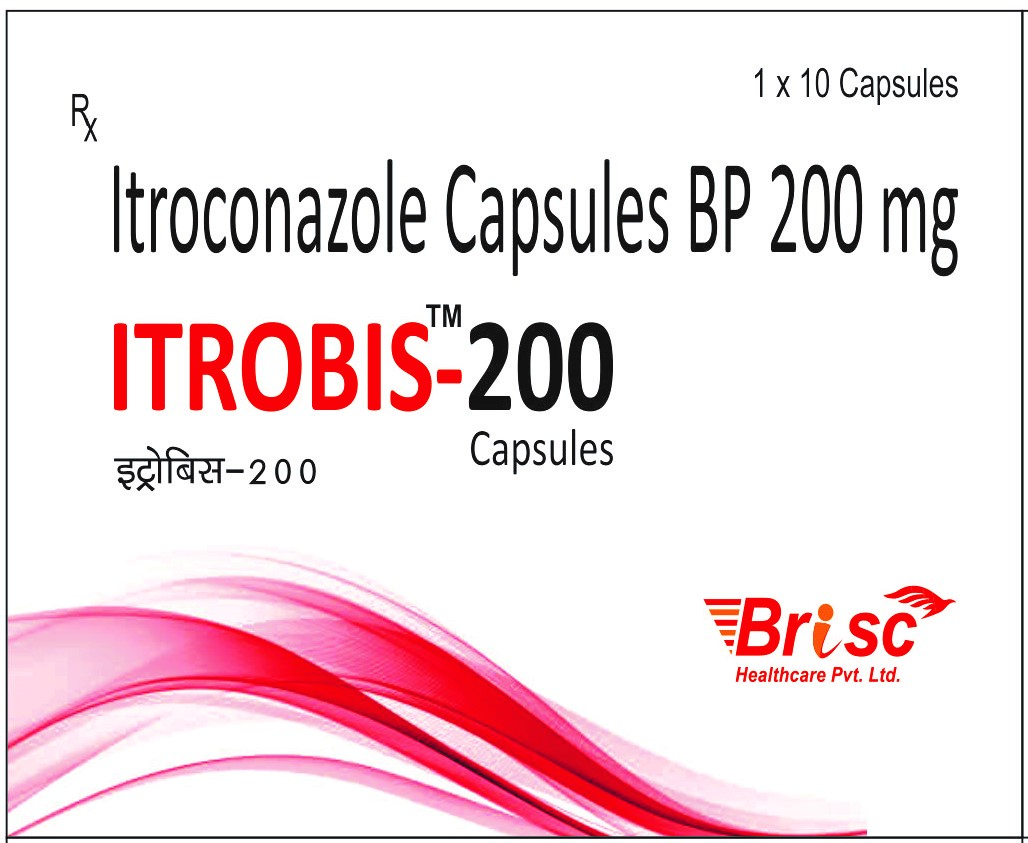 1 x 10 Capsules
Rx
Itroconazole Capsules BP 200 mg
ITROBIS™-200
Capsules
इट्रोबिस-200
Brisc
Healthcare Pvt. Ltd.